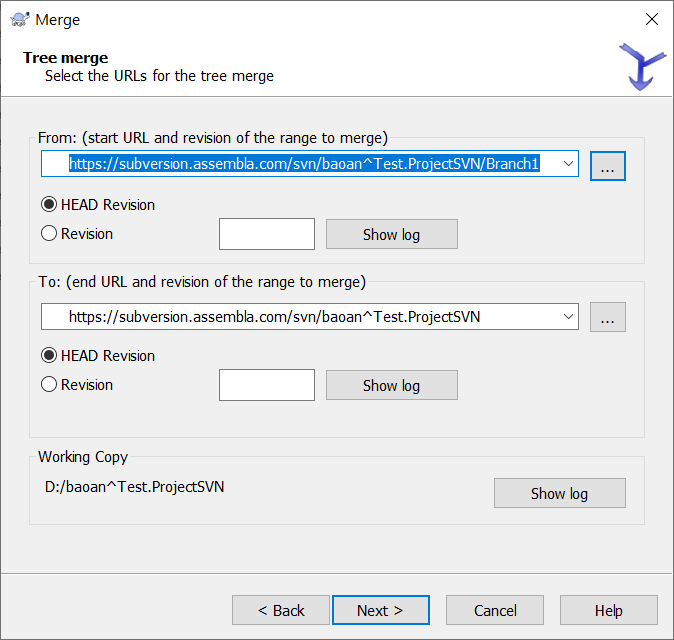 Merge
Tree merge
Select the URLs for the tree merge
From: (start URL and revision of the range to merge)
https://subversion.assembla.com/svn/baoan^Test.ProjectSVN/Branch1
...
HEAD Revision
Revision
Show log
To: (end URL and revision of the range to merge)
https://subversion.assembla.com/svn/baoan^Test.ProjectSVN
...
HEAD Revision
Revision
Show log
Working Copy
D:/baoan^Test.ProjectSVN
Show log
< Back
Next >
Cancel
Help